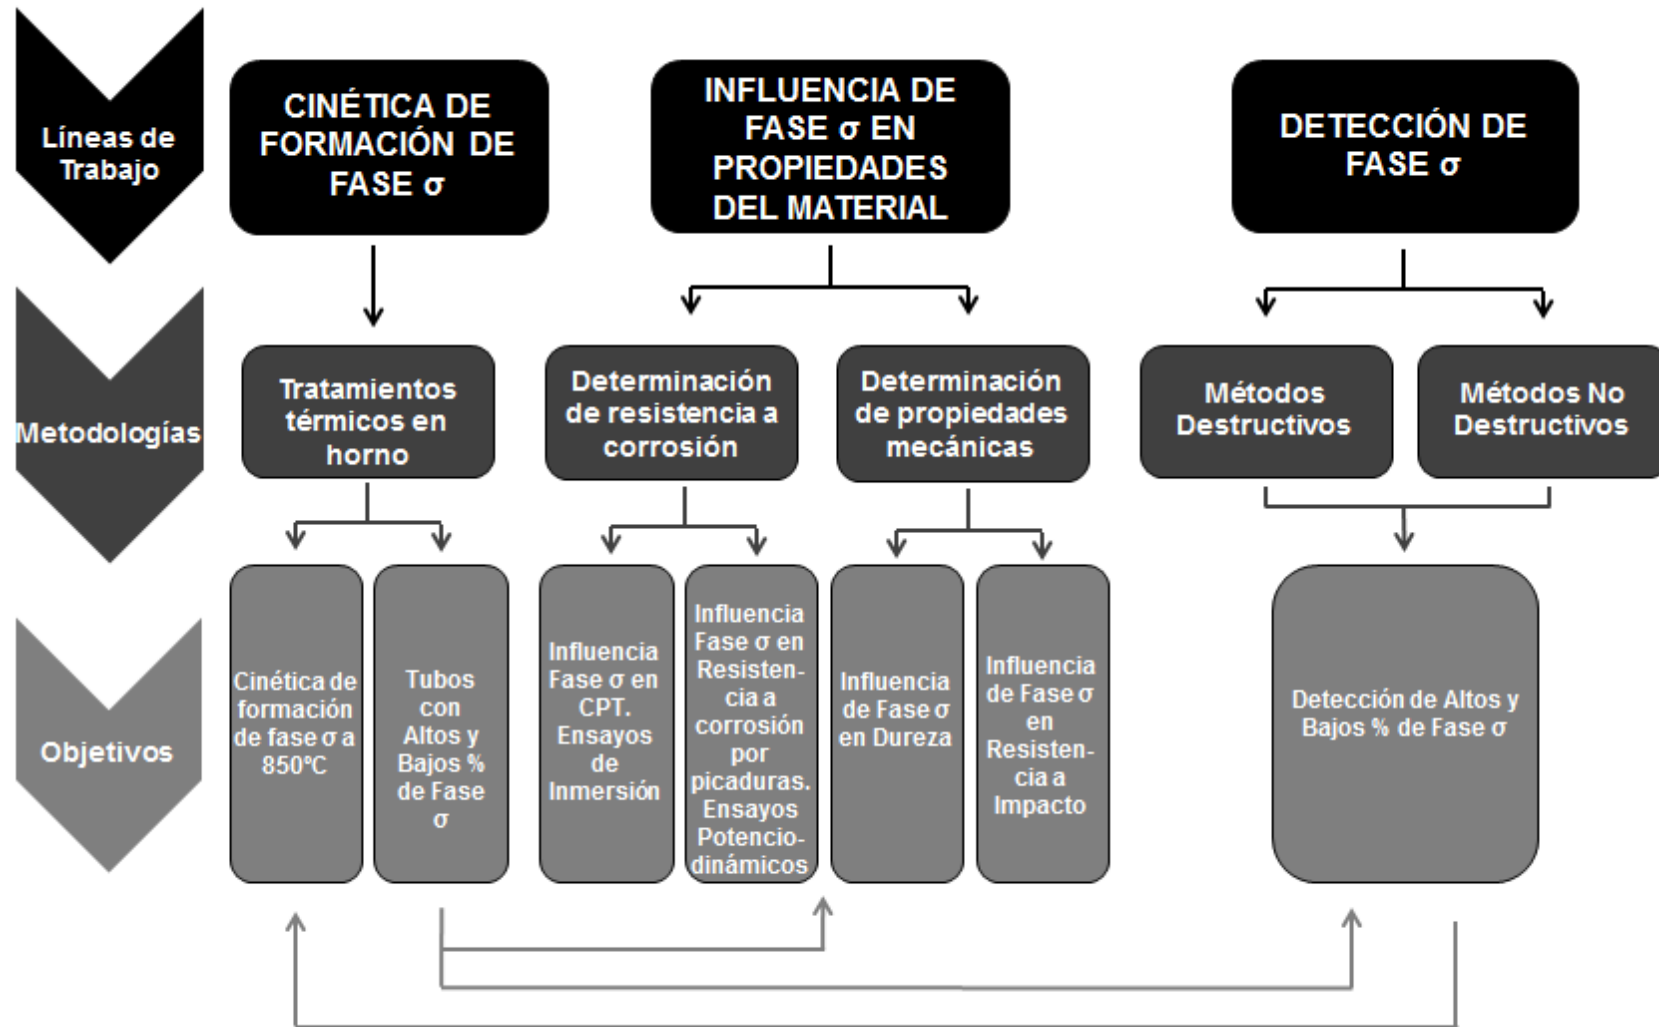 Líneas de
Trabajo
CINÉTICA DE
FORMACIÓN DE
FASE σ
INFLUENCIA DE
FASE σ EN
PROPIEDADES
DEL MATERIAL
DETECCIÓN DE
FASE σ
Metodologías
Tratamientos
térmicos en
horno
Determinación
de resistencia a
corrosión
Determinación
de propiedades
mecánicas
Métodos
Destructivos
Métodos No
Destructivos
Objetivos
Cinética de
formación
de fase σ a
850ºC
Tubos
con
Altos y
Bajos %
de Fase
σ
Influencia
Fase σ en
CPT.
Ensayos
de
Inmersión
Influencia
Fase σ en
Resisten-
cia a
corrosión
por
picaduras.
Ensayos
Potencio-
dinámicos
Influencia
de Fase σ
en Dureza
Influencia
de Fase σ
en
Resisten-
cia a
Impacto
Detección de Altos y
Bajos % de Fase σ